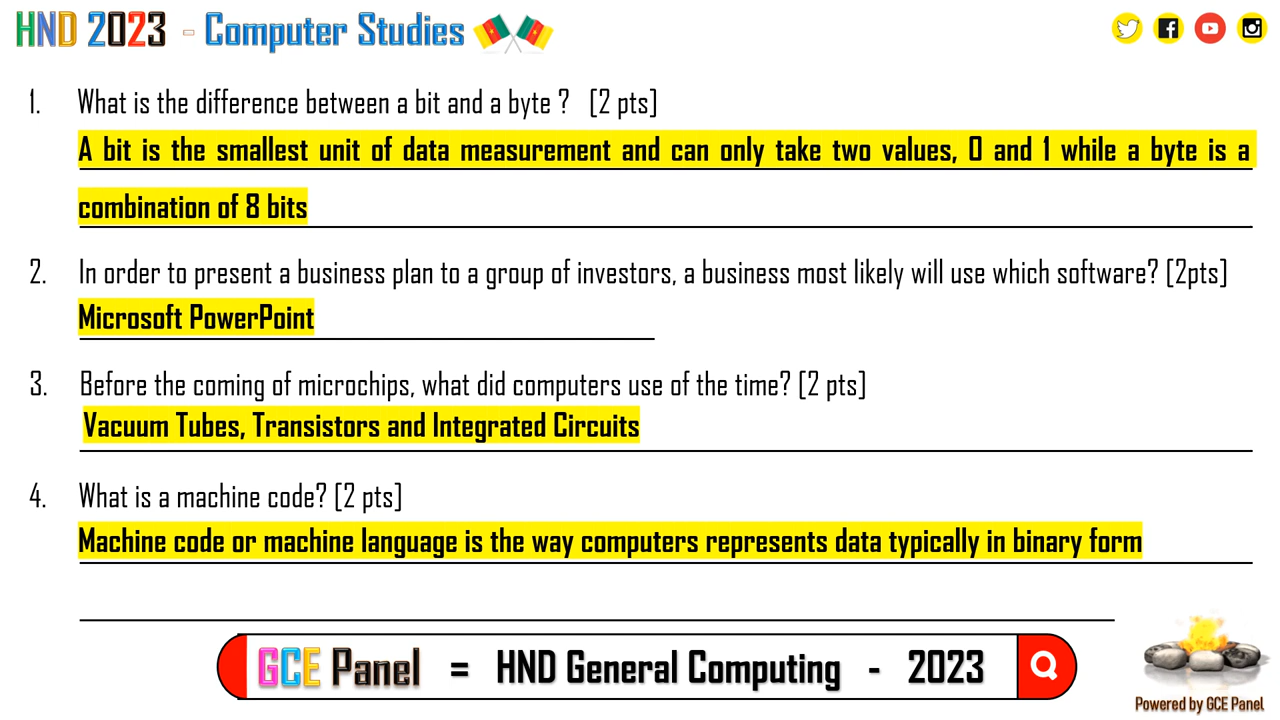 HND 2023 - Computer Studies
1. What is the difference between a bit and a byte ? [2 pts]
A bit is the smallest unit of data measurement and can only take two values, 0 and 1 while a byte is a
combination of 8 bits
2. In order to present a business plan to a group of investors, a business most likely will use which software? [2pts]
Microsoft PowerPoint
3. Before the coming of microchips, what did computers use of the time? [2 pts]
Vacuum Tubes, Transistors and Integrated Circuits
4. What is a machine code? [2 pts]
Machine code or machine language is the way computers represents data typically in binary form
GCE Panel = HND General Computing - 2023
Powered by GCE Panel